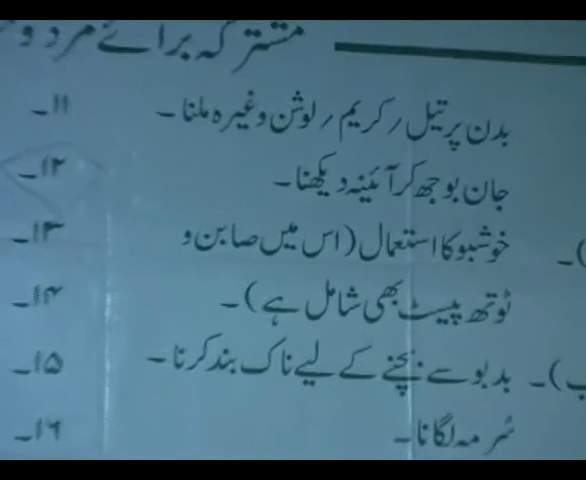 مشترکہ برائے مرد و
بدن پر تیل / کریم / لوشن وغیرہ ملنا۔
جان بوجھ کر آئینہ دیکھنا۔
)۔ خوشبو کا استعمال (اس میں صابن و
ٹوتھ پیسٹ بھی شامل ہے)۔
ب)۔ بدبو سے بچنے کے لیے ناک بند کرنا۔
سُرمہ لگانا۔
۱۱۔
۱۲۔
۱۳۔
۱۴۔
۱۵۔
۱۶۔